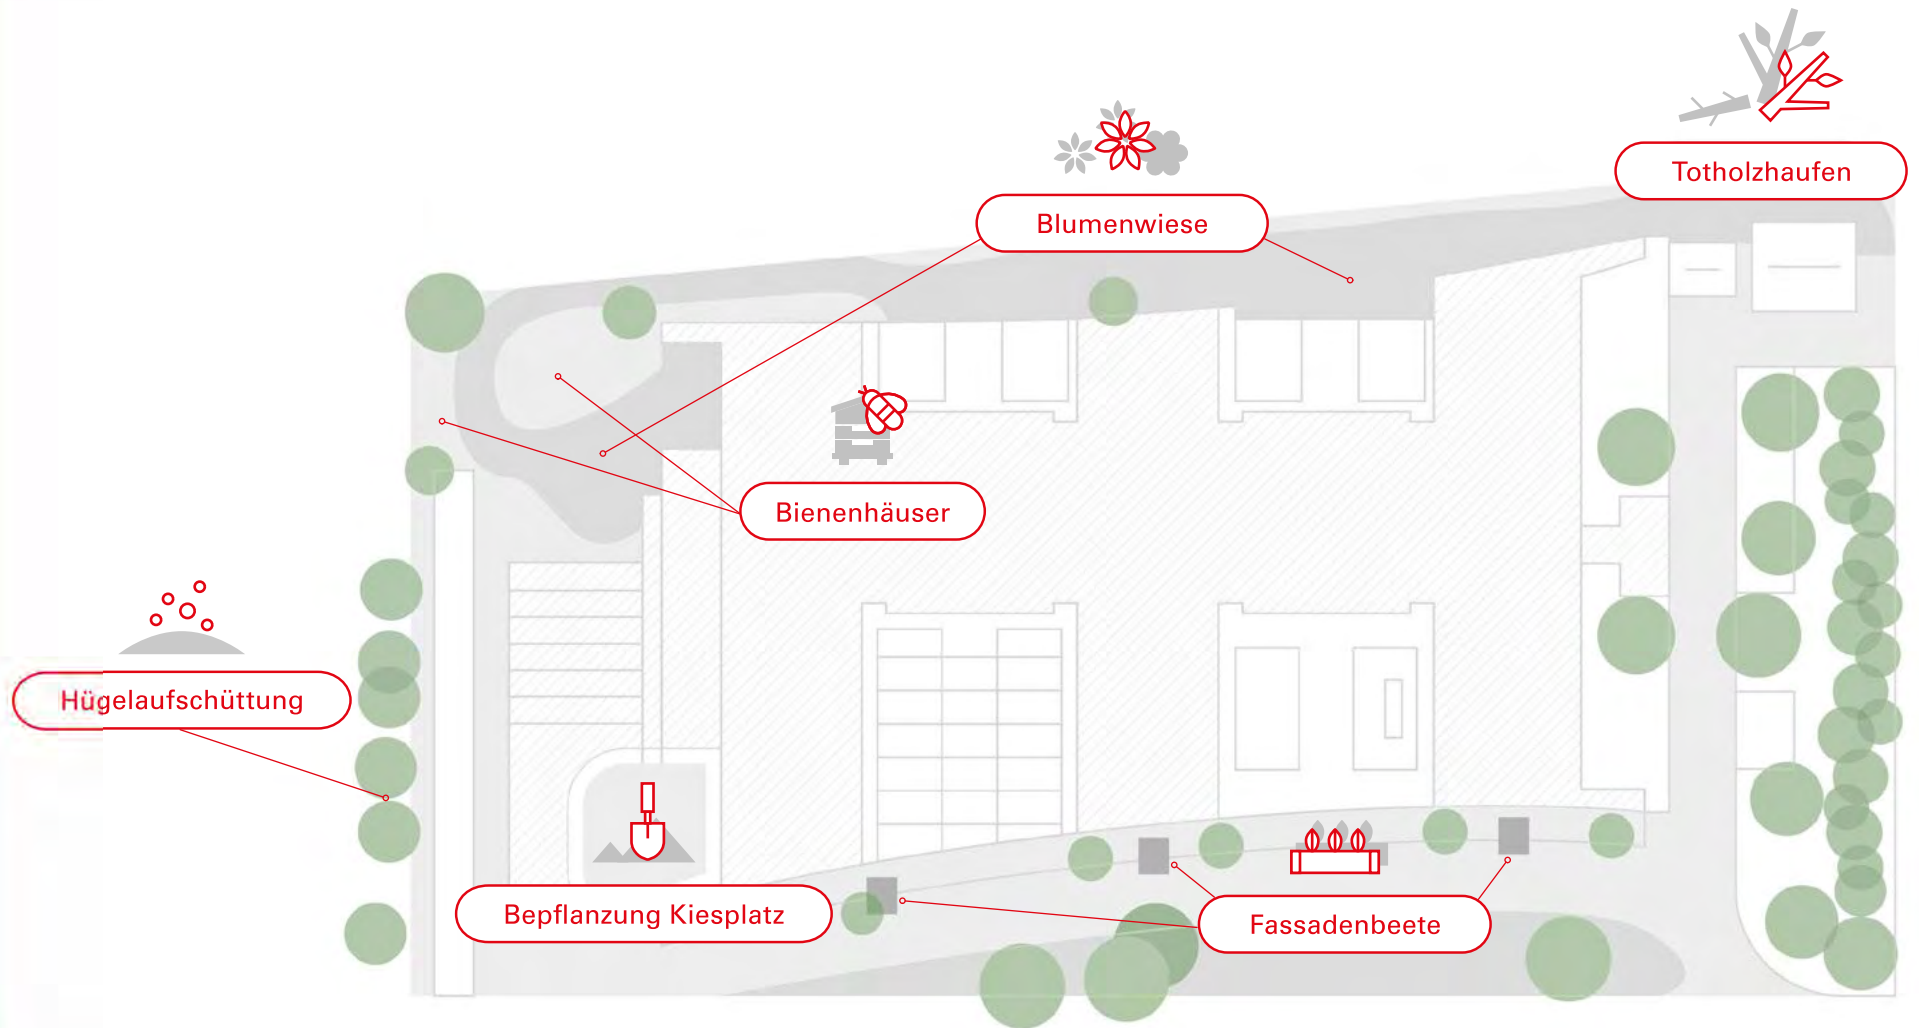 Totholzhaufen
Blumenwiese
Bienenhäuser
Hügelaufschüttung
Bepflanzung Kiesplatz
Fassadenbeete